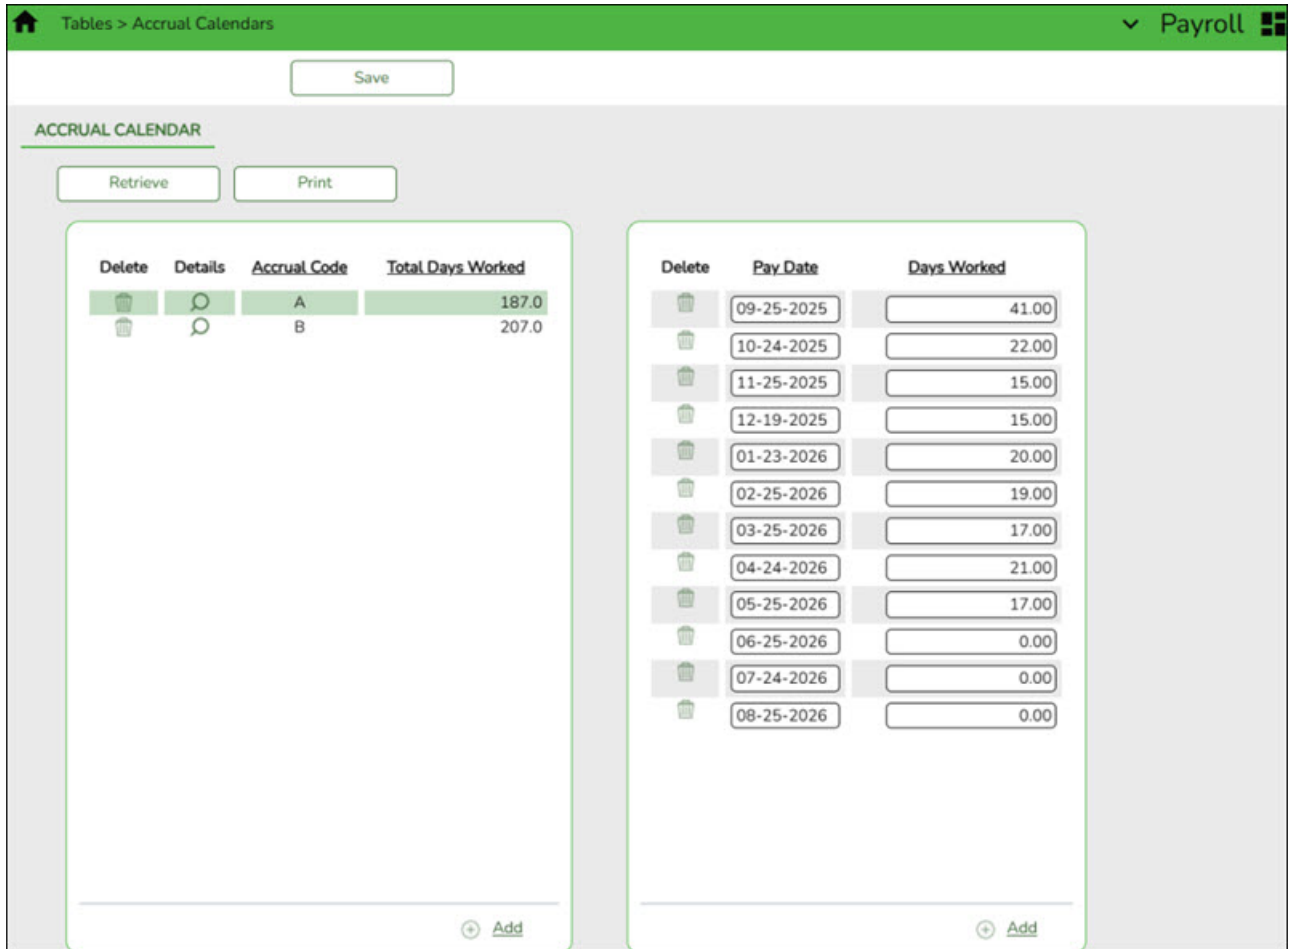 Tables > Accrual Calendars
Payroll
Save
ACCRUAL CALENDAR
Retrieve Print
Delete Details Accrual Code Total Days Worked
A 187.0
B 207.0
Add
Delete Pay Date Days Worked
09-25-2025 41.00
10-24-2025 22.00
11-25-2025 15.00
12-19-2025 15.00
01-23-2026 20.00
02-25-2026 19.00
03-25-2026 17.00
04-24-2026 21.00
05-25-2026 17.00
06-25-2026 0.00
07-24-2026 0.00
08-25-2026 0.00
Add